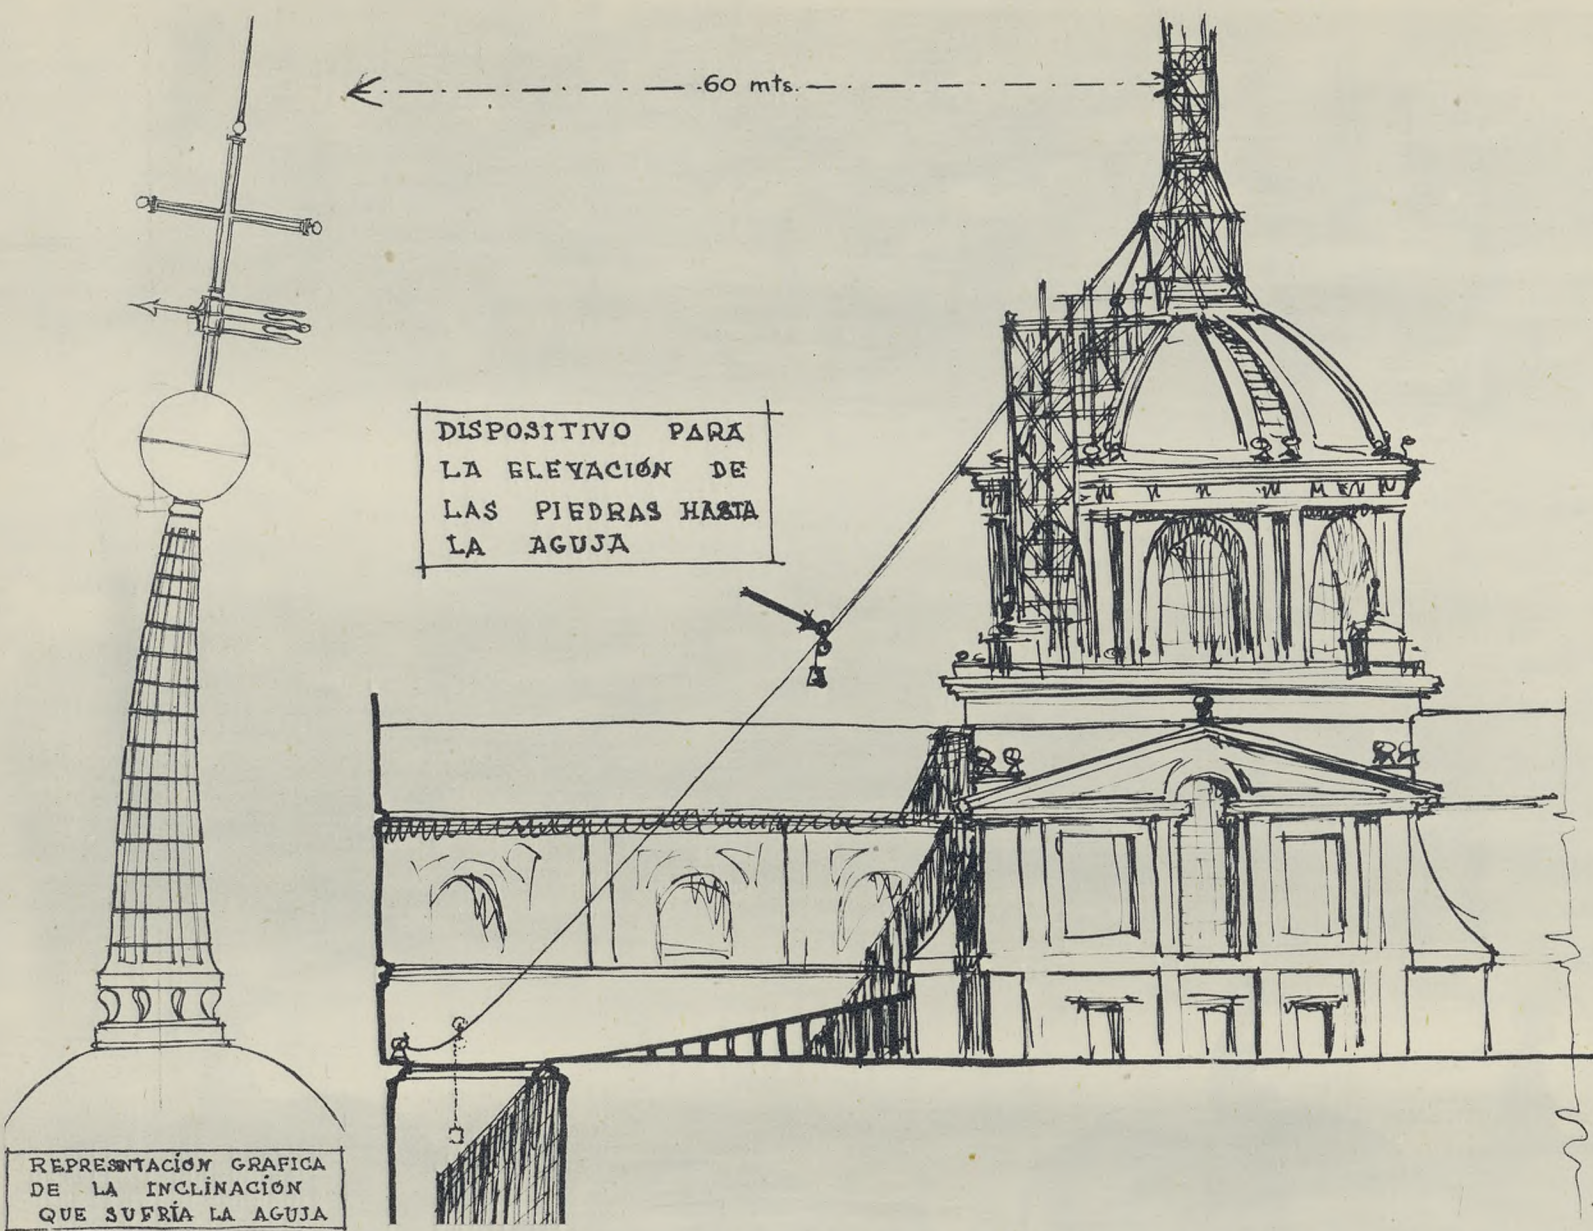 60 mts.
DISPOSITIVO PARA
LA ELEVACIÓN DE
LAS PIEDRAS HASTA
LA AGUJA
REPRESNTACIÓN GRAFICA
DE LA INCLINACIÓN
QUE SUFRÍA LA AGUJA